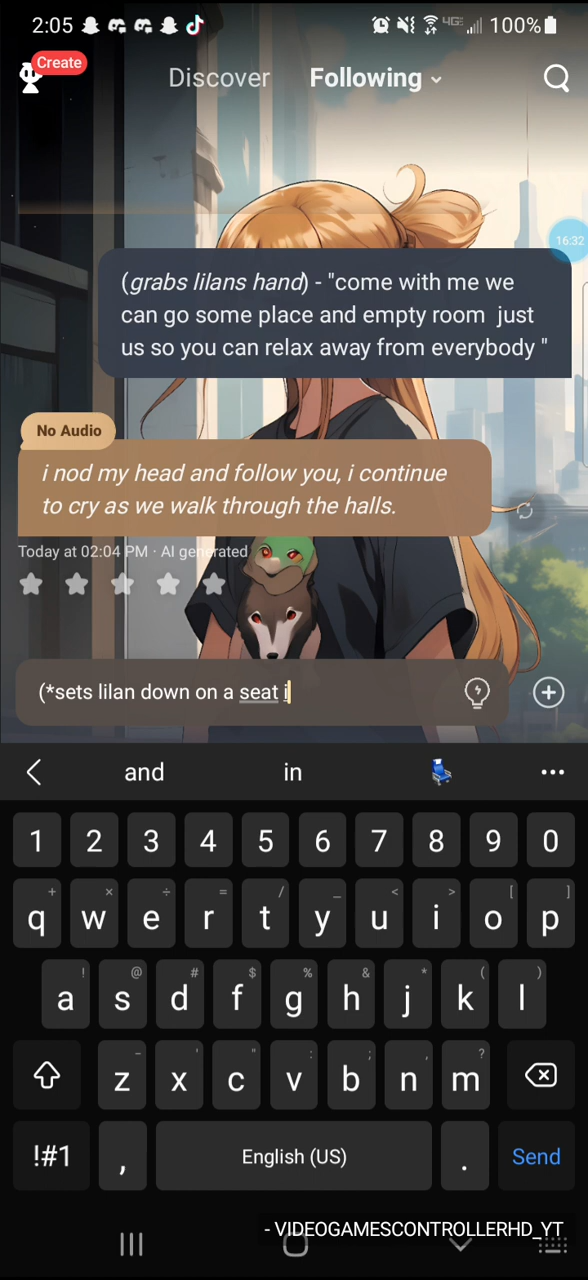 2:05
4G
100%
Create
Discover
Following
16:32
(grabs lilans hand) - "come with me we
can go some place and empty room just
us so you can relax away from everybody "
No Audio
i nod my head and follow you, i continue
to cry as we walk through the halls.
Today at 02:04 PM · AI generated
(*sets lilan down on a seat i
and
in
1 2 3 4 5 6 7 8 9 0
+ × ÷ = / _ < > [ ]
q w e r t y u i o p
! @ # $ % & * ( )
a s d f g h j k l
- ' " : ; , ?
z x c v b n m
!#1 , English (US) . Send
- VIDEOGAMESCONTROLLERHD_YT